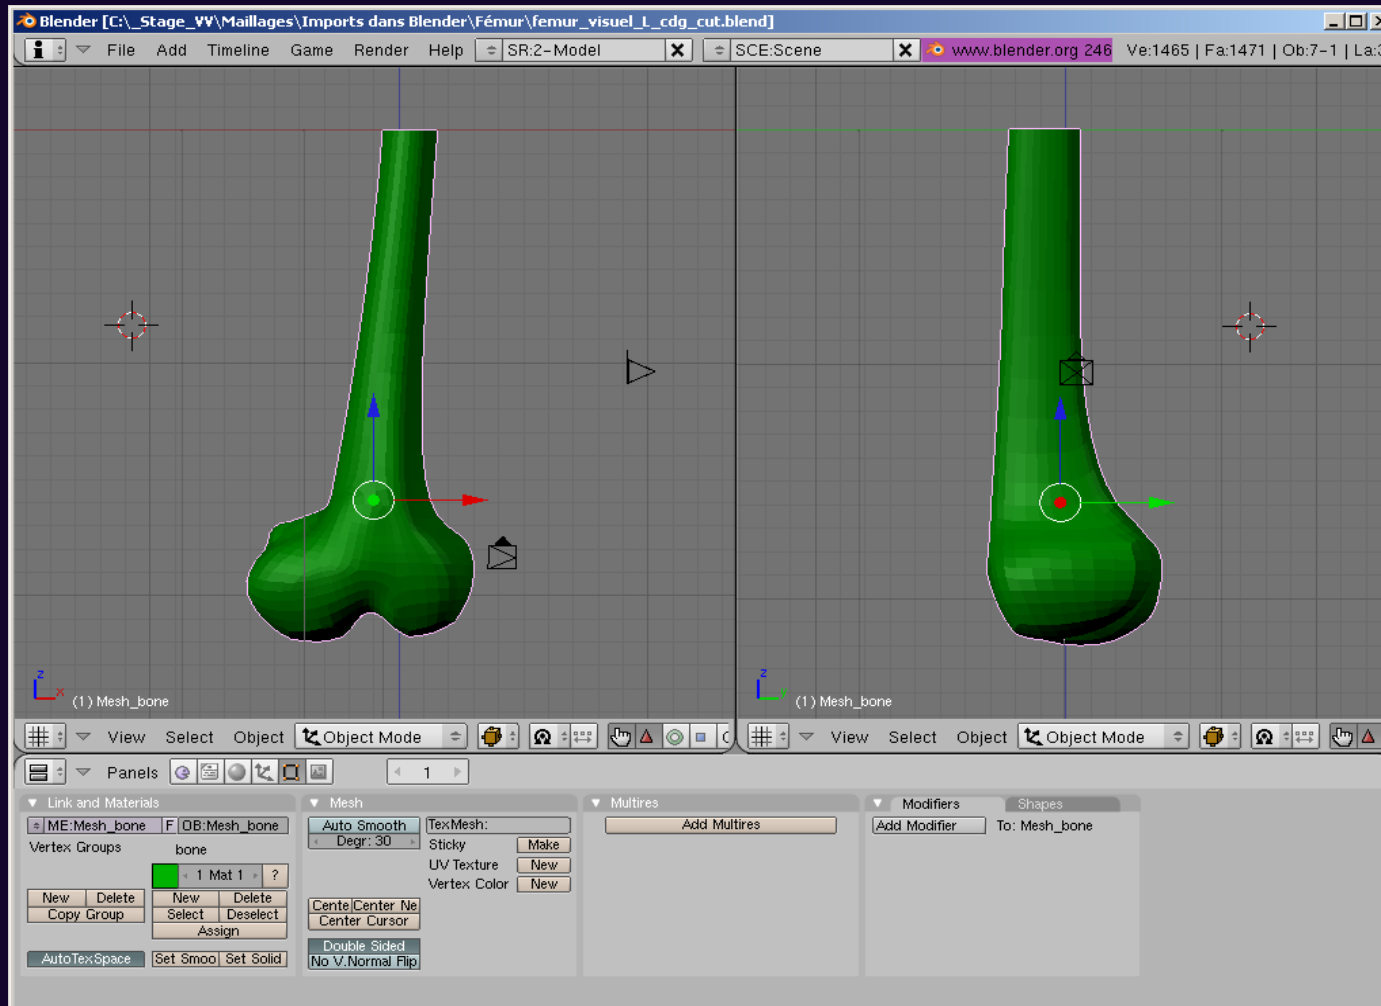 Blender [C:\_Stage_VV\Maillages\Imports dans Blender\Fémur\femur_visuel_L_cdg_cut.blend]
File Add Timeline Game Render Help SR:2-Model SCE:Scene www.blender.org 246 Ve:1465 | Fa:1471 | Ob:7-1 | La:
z x (1) Mesh_bone
z y (1) Mesh_bone
View Select Object Object Mode
View Select Object Object Mode
Panels 1
Link and Materials
ME:Mesh_bone F OB:Mesh_bone
Vertex Groups bone
1 Mat 1 ?
New Delete New Delete
Copy Group Select Deselect
Assign
AutoTexSpace Set Smoo Set Solid
Mesh
Auto Smooth TexMesh:
Degr: 30 Sticky Make
UV Texture New
Vertex Color New
Cente Center Ne
Center Cursor
Double Sided
No V.Normal Flip
Multires
Add Multires
Modifiers Shapes
Add Modifier To: Mesh_bone